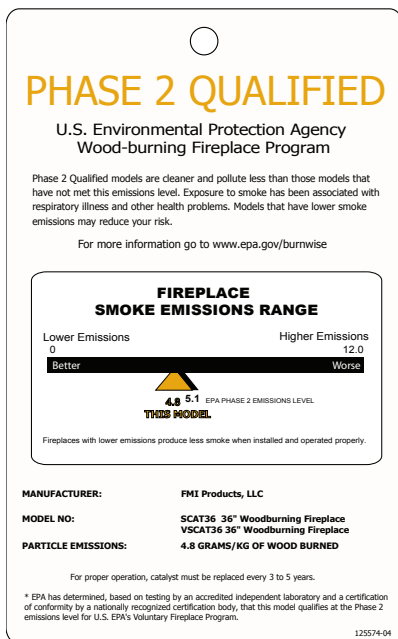 PHASE 2 QUALIFIED
U.S. Environmental Protection Agency
Wood-burning Fireplace Program
Phase 2 Qualified models are cleaner and pollute less than those models that
have not met this emissions level. Exposure to smoke has been associated with
respiratory illness and other health problems. Models that have lower smoke
emissions may reduce your risk.
For more information go to www.epa.gov/burnwise
FIREPLACE
SMOKE EMISSIONS RANGE
Lower Emissions Higher Emissions
0 12.0
Better Worse
4.8 5.1 EPA PHASE 2 EMISSIONS LEVEL
THIS MODEL
Fireplaces with lower emissions produce less smoke when installed and operated properly.
MANUFACTURER: FMI Products, LLC
MODEL NO: SCAT36 36" Woodburning Fireplace
VSCAT36 36" Woodburning Fireplace
PARTICLE EMISSIONS: 4.8 GRAMS/KG OF WOOD BURNED
For proper operation, catalyst must be replaced every 3 to 5 years.
* EPA has determined, based on testing by an accredited independent laboratory and a certification
of conformity by a nationally recognized certification body, that this model qualifies at the Phase 2
emissions level for U.S. EPA's Voluntary Fireplace Program.
125574-04